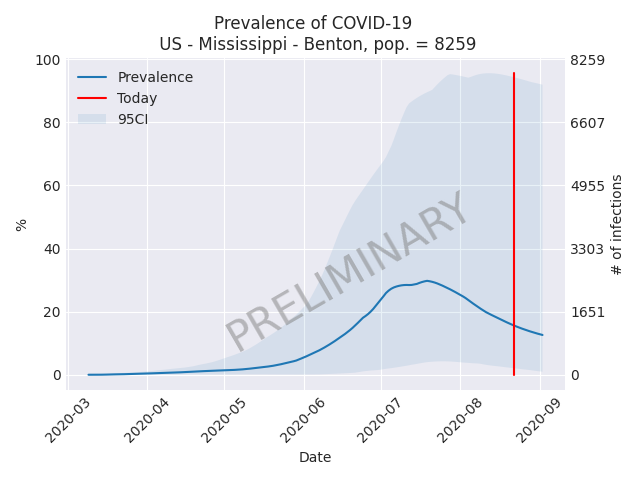 Prevalence of COVID-19
US - Mississippi - Benton, pop. = 8259
Prevalence
Today
95CI
100
80
60
40
20
0
%
8259
6607
4955
3303
1651
0
# of infections
PRELIMINARY
2020-03
2020-04
2020-05
2020-06
2020-07
2020-08
2020-09
Date